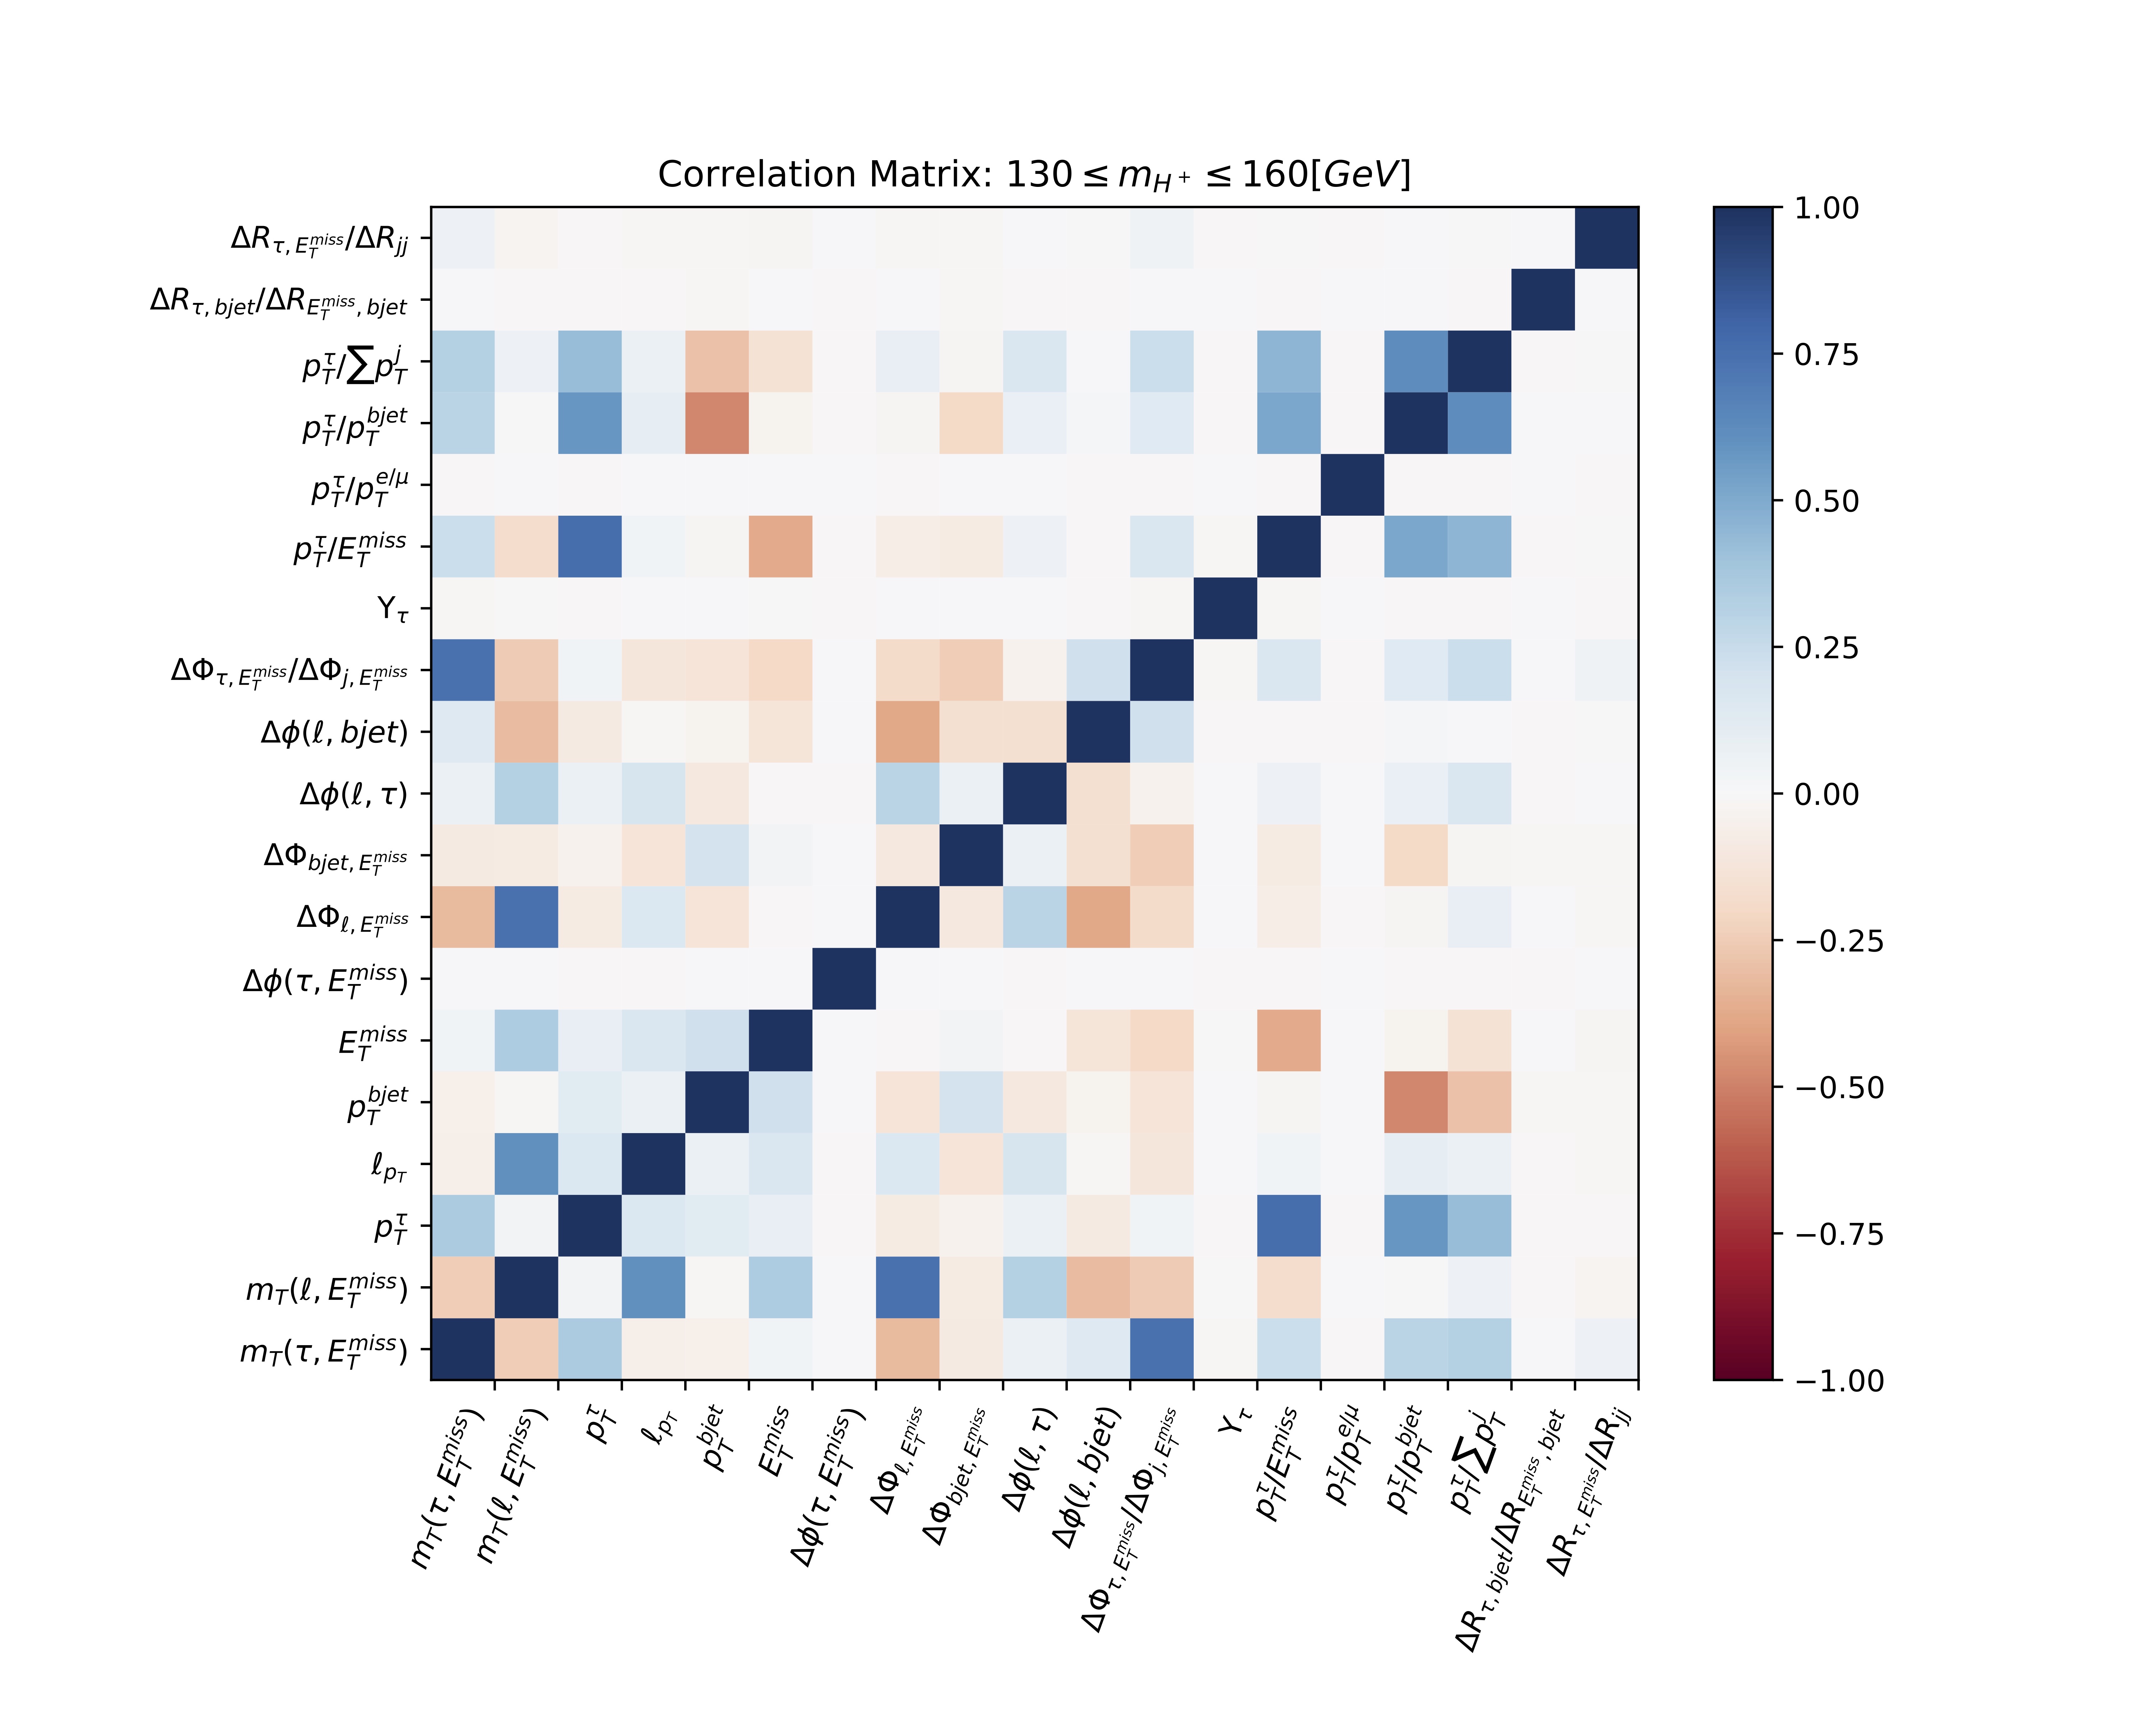 Correlation Matrix: 130 ≤ m_{H^+} ≤ 160[GeV]
ΔR_{τ, E_T^{miss}}/ΔR_{jj}
ΔR_{τ, bjet}/ΔR_{E_T^{miss}, bjet}
p_T^τ/∑p_T^j
p_T^τ/p_T^{bjet}
p_T^τ/p_T^{e/μ}
p_T^τ/E_T^{miss}
Υ_τ
ΔΦ_{τ, E_T^{miss}}/ΔΦ_{j, E_T^{miss}}
Δϕ(ℓ, bjet)
Δϕ(ℓ, τ)
ΔΦ_{bjet, E_T^{miss}}
ΔΦ_{ℓ, E_T^{miss}}
Δϕ(τ, E_T^{miss})
E_T^{miss}
p_T^{bjet}
ℓ_{p_T}
p_T^τ
m_T(ℓ, E_T^{miss})
m_T(τ, E_T^{miss})
m_T(τ, E_T^{miss})
m_T(ℓ, E_T^{miss})
p_T^τ
ℓ_{p_T}
p_T^{bjet}
E_T^{miss}
Δϕ(τ, E_T^{miss})
ΔΦ_{ℓ, E_T^{miss}}
ΔΦ_{bjet, E_T^{miss}}
Δϕ(ℓ, τ)
Δϕ(ℓ, bjet)
ΔΦ_{τ, E_T^{miss}}/ΔΦ_{j, E_T^{miss}}
Υ_τ
p_T^τ/E_T^{miss}
p_T^τ/p_T^{e/μ}
p_T^τ/p_T^{bjet}
p_T^τ/∑p_T^j
ΔR_{τ, bjet}/ΔR_{E_T^{miss}, bjet}
ΔR_{τ, E_T^{miss}}/ΔR_{jj}
1.00
0.75
0.50
0.25
0.00
−0.25
−0.50
−0.75
−1.00